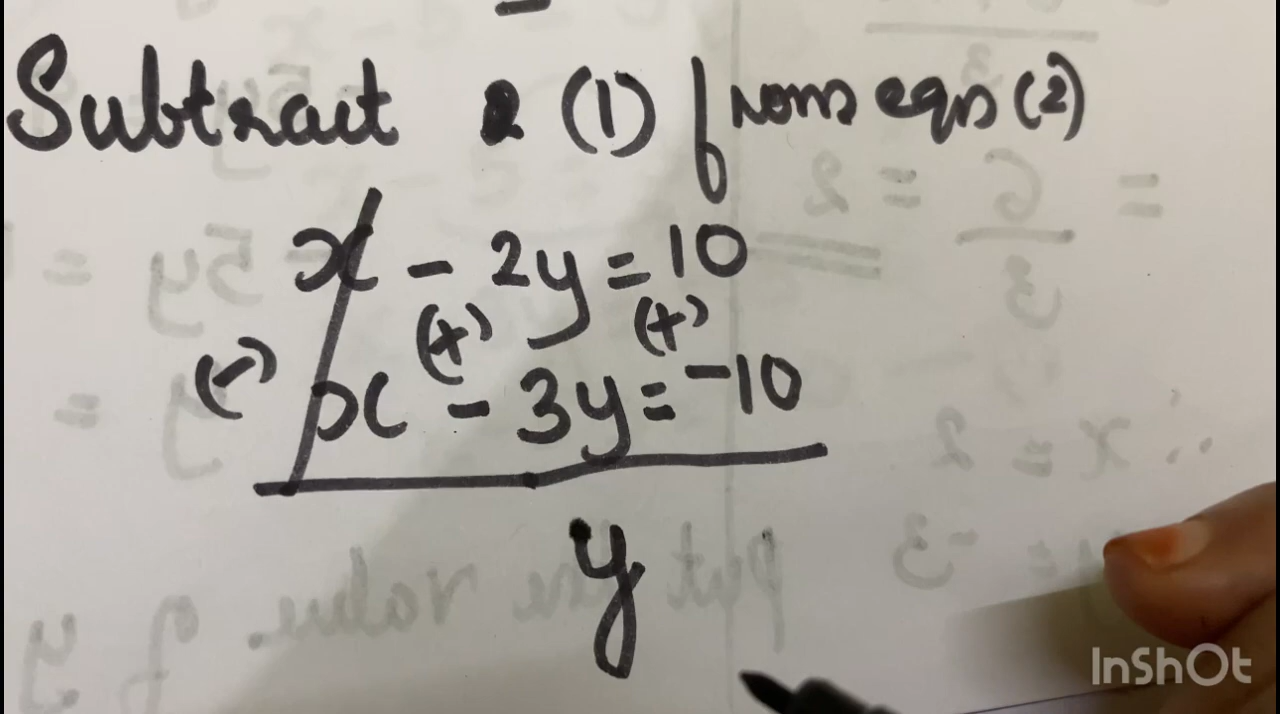 Subtract (1) from eqn (2)
x - 2y = 10
(-) (+) (+)
x - 3y = -10
y
InShOt